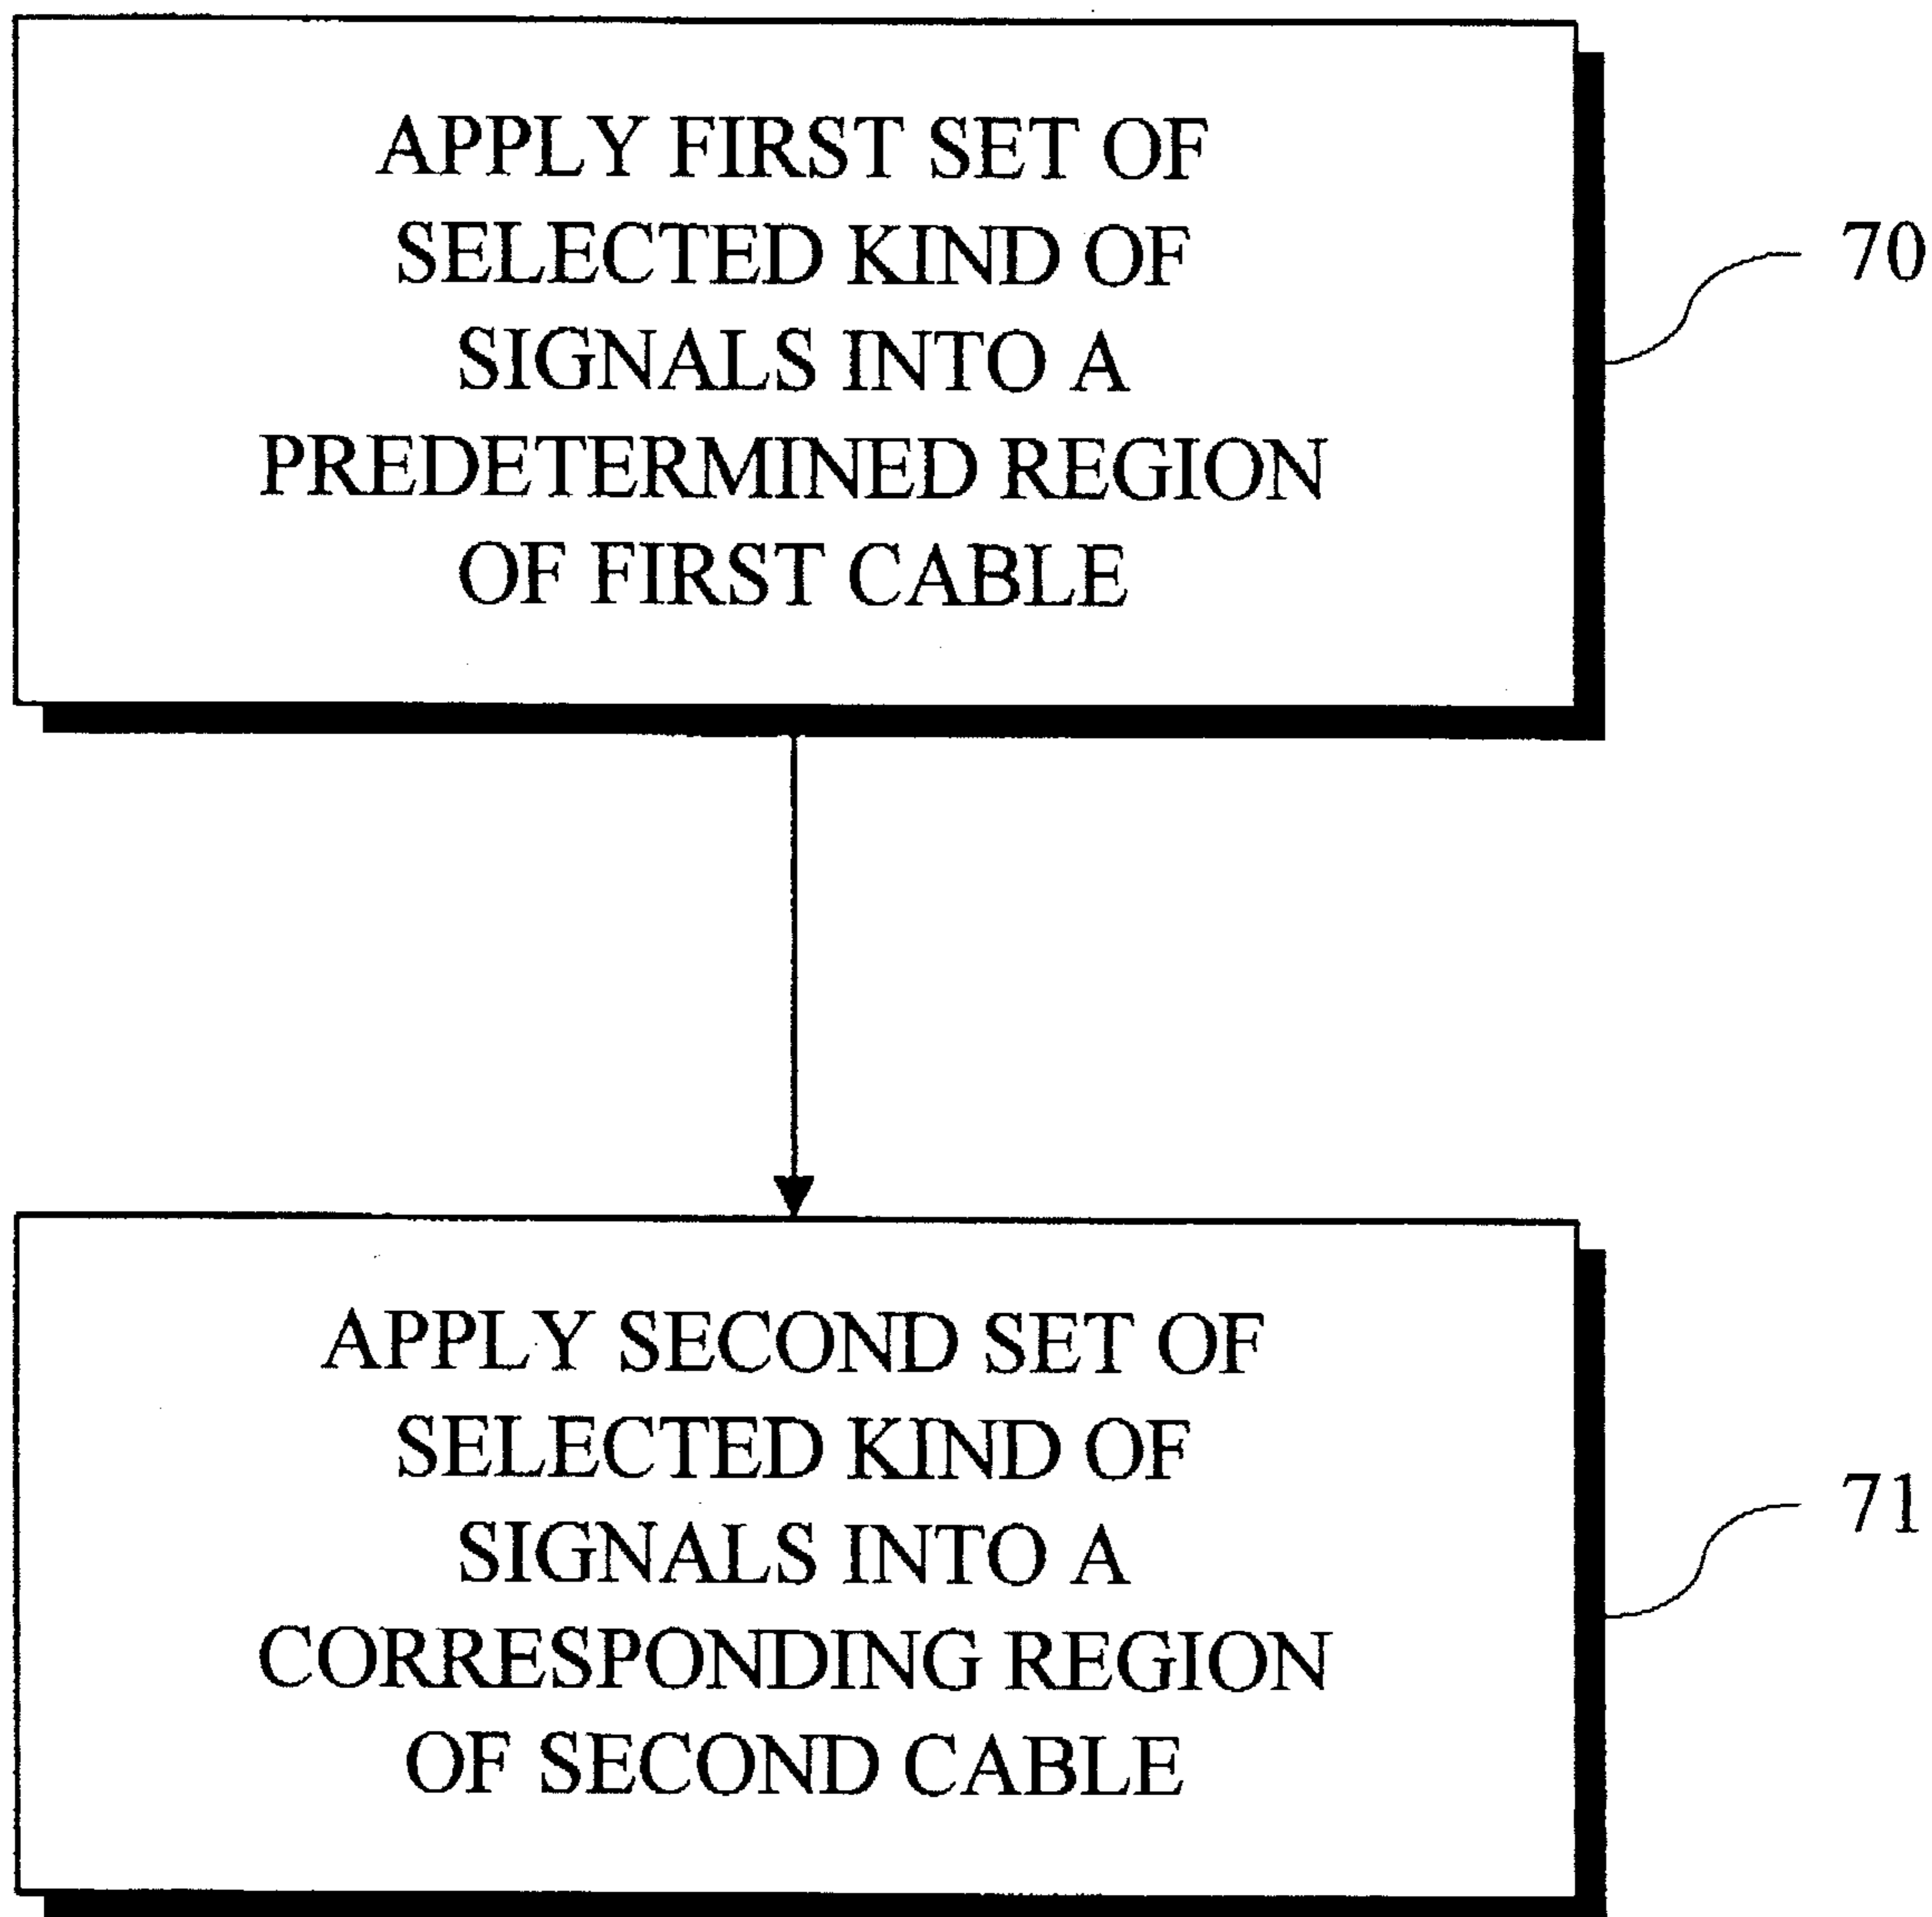 APPLY FIRST SET OF
SELECTED KIND OF
SIGNALS INTO A
PREDETERMINED REGION
OF FIRST CABLE
70
APPLY SECOND SET OF
SELECTED KIND OF
SIGNALS INTO A
CORRESPONDING REGION
OF SECOND CABLE
71